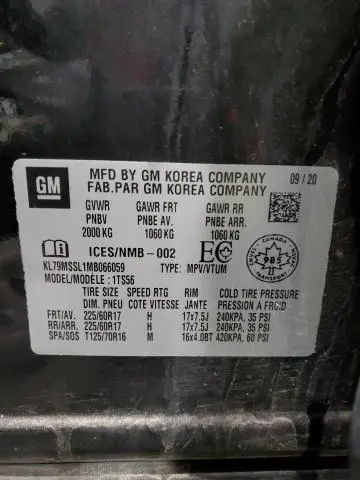 GM
MFD BY GM KOREA COMPANY
FAB.PAR GM KOREA COMPANY
09 / 20
GVWR GAWR FRT GAWR RR
PNBV PNBE AV. PNBE ARR.
2000 KG 1060 KG 1060 KG
ICES/NMB-002 EC
KL79MSSL1MB066059 TYPE: MPV/VTUM
MODEL/MODELE : 1TS56
985
TIRE SIZE SPEED RTG RIM COLD TIRE PRESSURE
DIM. PNEU COTE VITESSE JANTE PRESSION A FROID
FRT/AV. 225/60R17 H 17x7.5J 240KPA, 35 PSI
RR/ARR. 225/60R17 H 17x7.5J 240KPA, 35 PSI
SPA/SOS T125/70R16 M 16x4.0BT 420KPA, 60 PSI